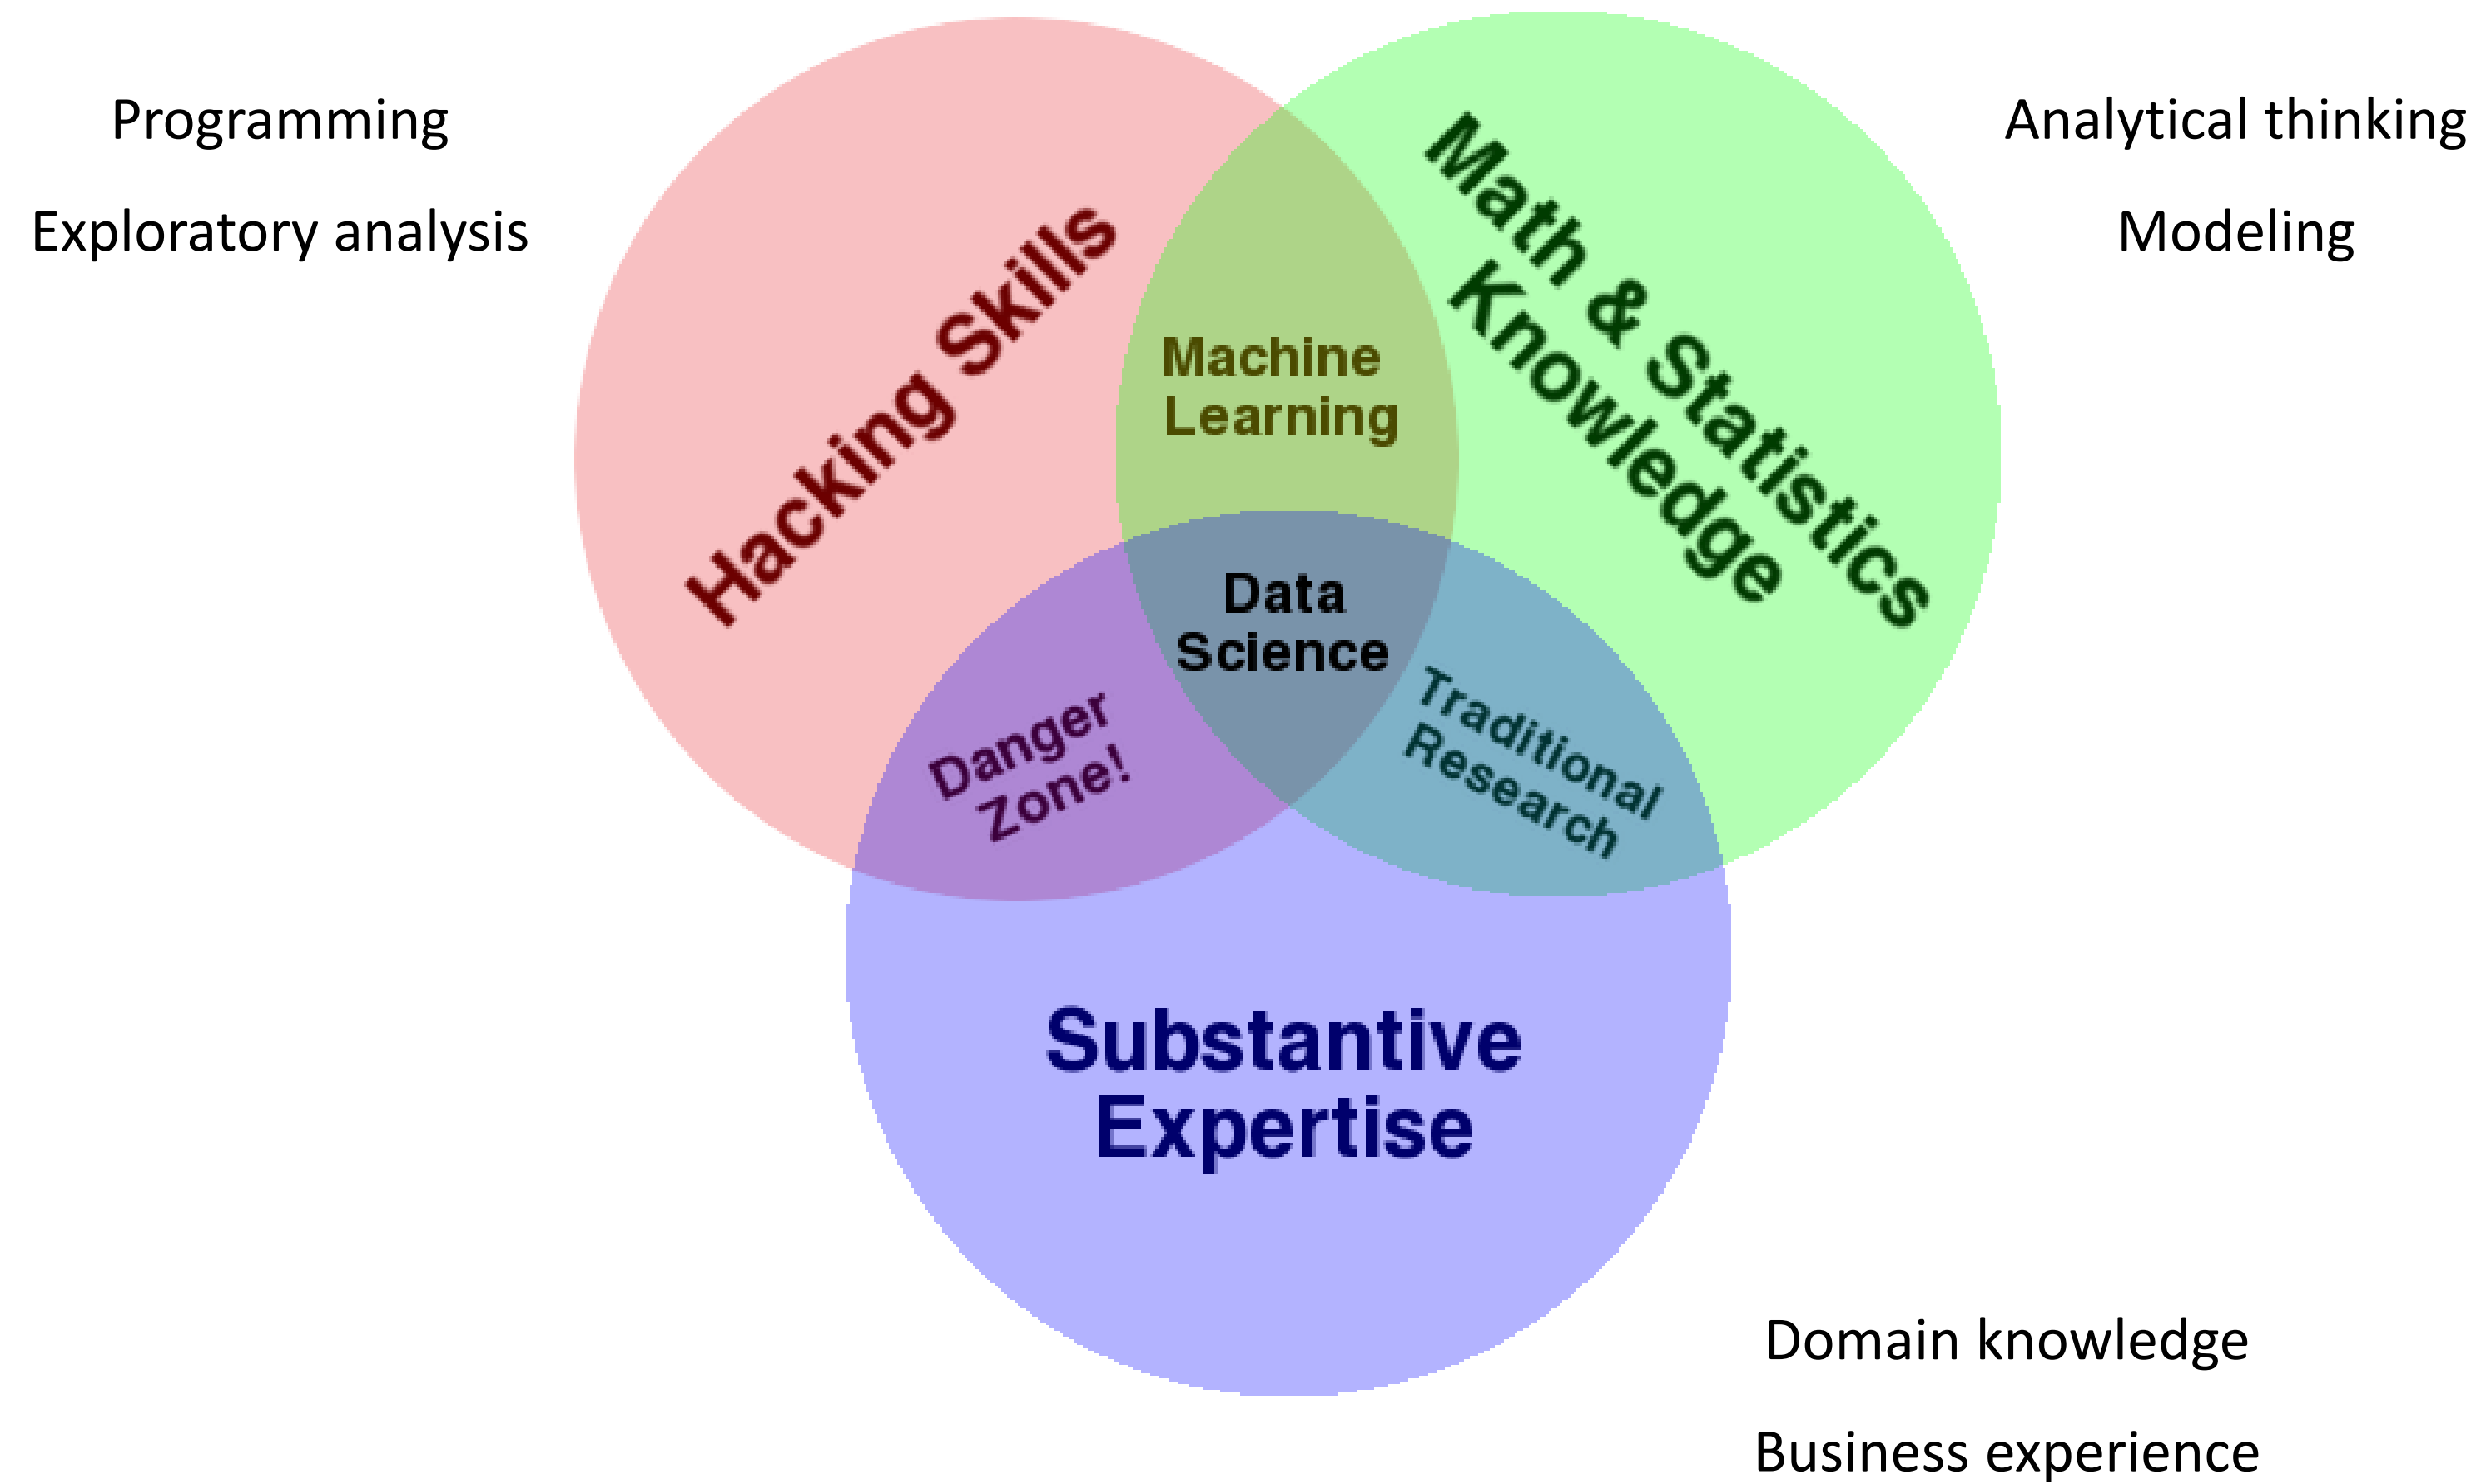 Programming
Exploratory analysis
Analytical thinking
Modeling
Hacking Skills
Math & Statistics
Knowledge
Machine
Learning
Data
Science
Danger
Zone!
Traditional
Research
Substantive
Expertise
Domain knowledge
Business experience